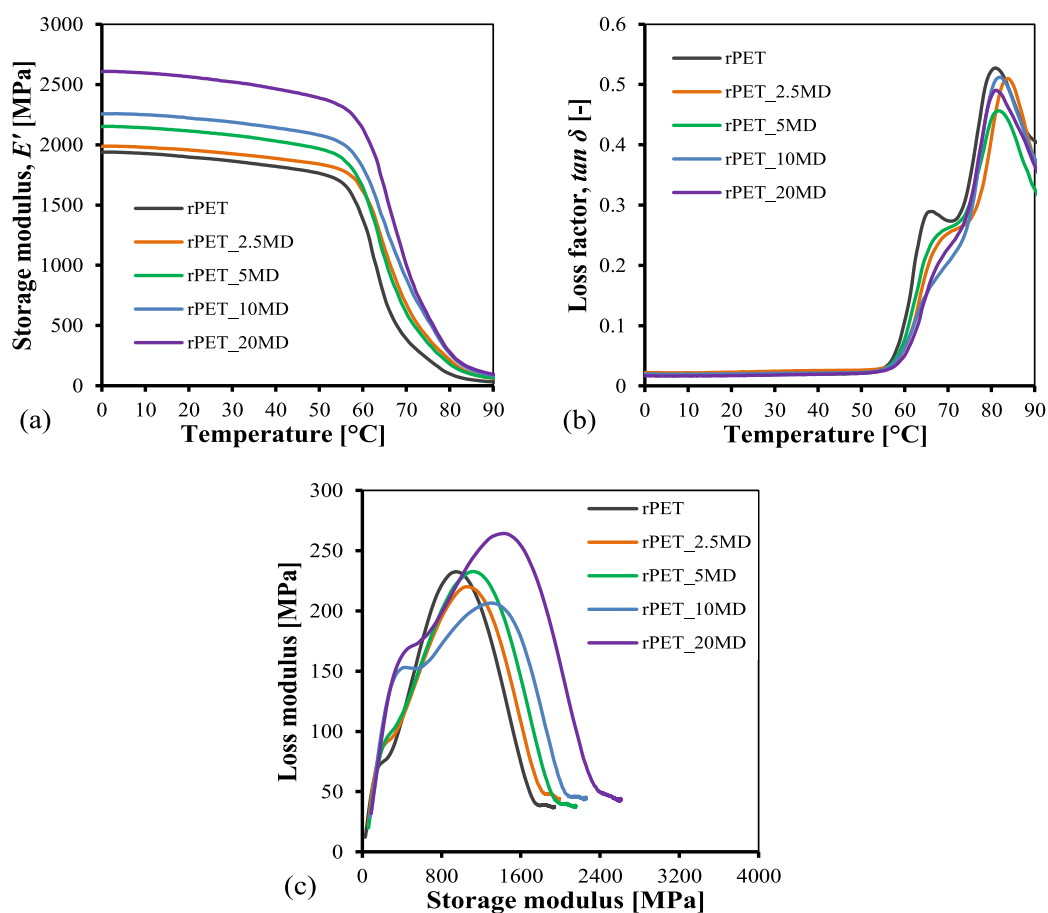 3000
2500
2000
1500
1000
500
0
Storage modulus, E′ [MPa]
rPET
rPET_2.5MD
rPET_5MD
rPET_10MD
rPET_20MD
0 10 20 30 40 50 60 70 80 90
Temperature [°C]
(a)
0.6
0.5
0.4
0.3
0.2
0.1
0
Loss factor, tan δ [-]
rPET
rPET_2.5MD
rPET_5MD
rPET_10MD
rPET_20MD
0 10 20 30 40 50 60 70 80 90
Temperature [°C]
(b)
300
250
200
150
100
50
0
Loss modulus [MPa]
rPET
rPET_2.5MD
rPET_5MD
rPET_10MD
rPET_20MD
0 800 1600 2400 3200 4000
Storage modulus [MPa]
(c)